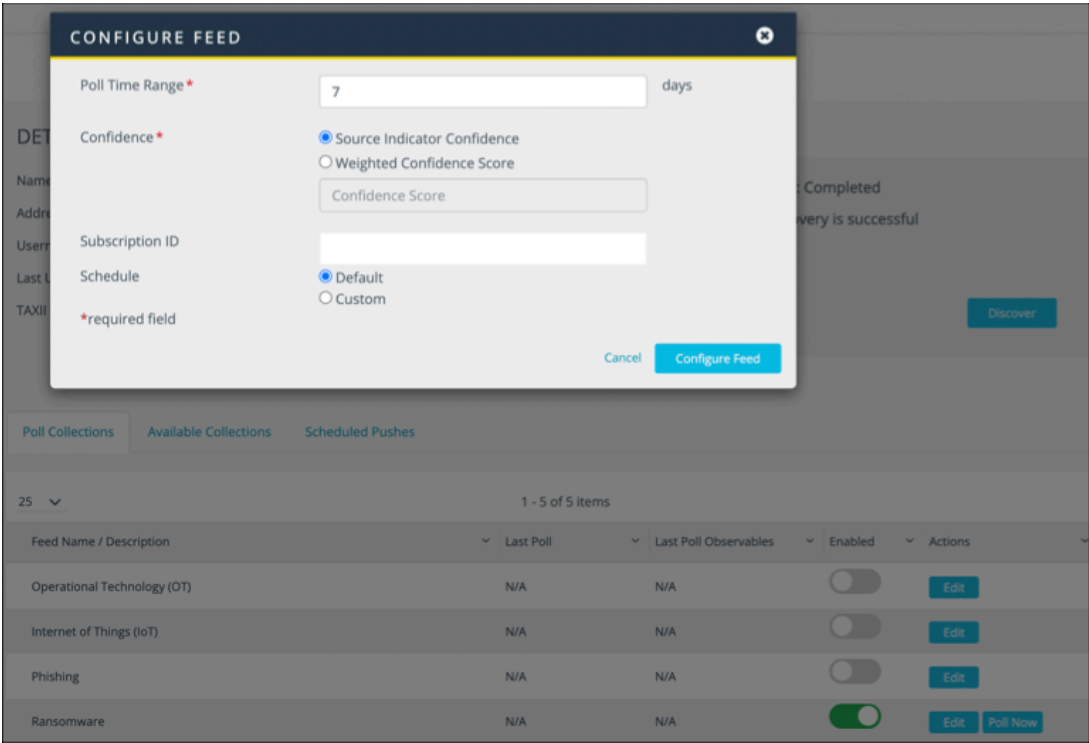 CONFIGURE FEED
Poll Time Range*
7
days
Confidence*
Source Indicator Confidence
Weighted Confidence Score
Confidence Score
Subscription ID
Schedule
Default
Custom
*required field
Cancel
Configure Feed
DET
Name
Addre
Usern
Last U
TAXII
: Completed
very is successful
Discover
Poll Collections
Available Collections
Scheduled Pushes
25
1 - 5 of 5 items
Feed Name / Description Last Poll Last Poll Observables Enabled Actions
Operational Technology (OT) N/A N/A Edit
Internet of Things (IoT) N/A N/A Edit
Phishing N/A N/A Edit
Ransomware N/A N/A Edit Poll Now